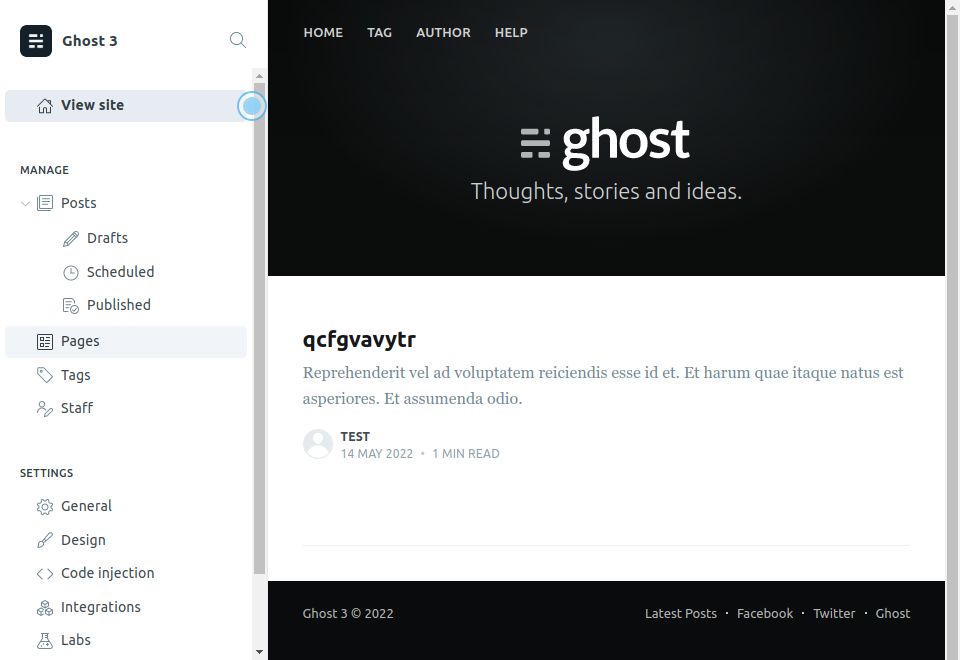 Ghost 3
View site
MANAGE
Posts
Drafts
Scheduled
Published
Pages
Tags
Staff
SETTINGS
General
Design
Code injection
Integrations
Labs
HOME TAG AUTHOR HELP
ghost
Thoughts, stories and ideas.
qcfgvavytr
Reprehenderit vel ad voluptatem reiciendis esse id et. Et harum quae itaque natus est
asperiores. Et assumenda odio.
TEST
14 MAY 2022 • 1 MIN READ
Ghost 3 © 2022
Latest Posts · Facebook · Twitter · Ghost